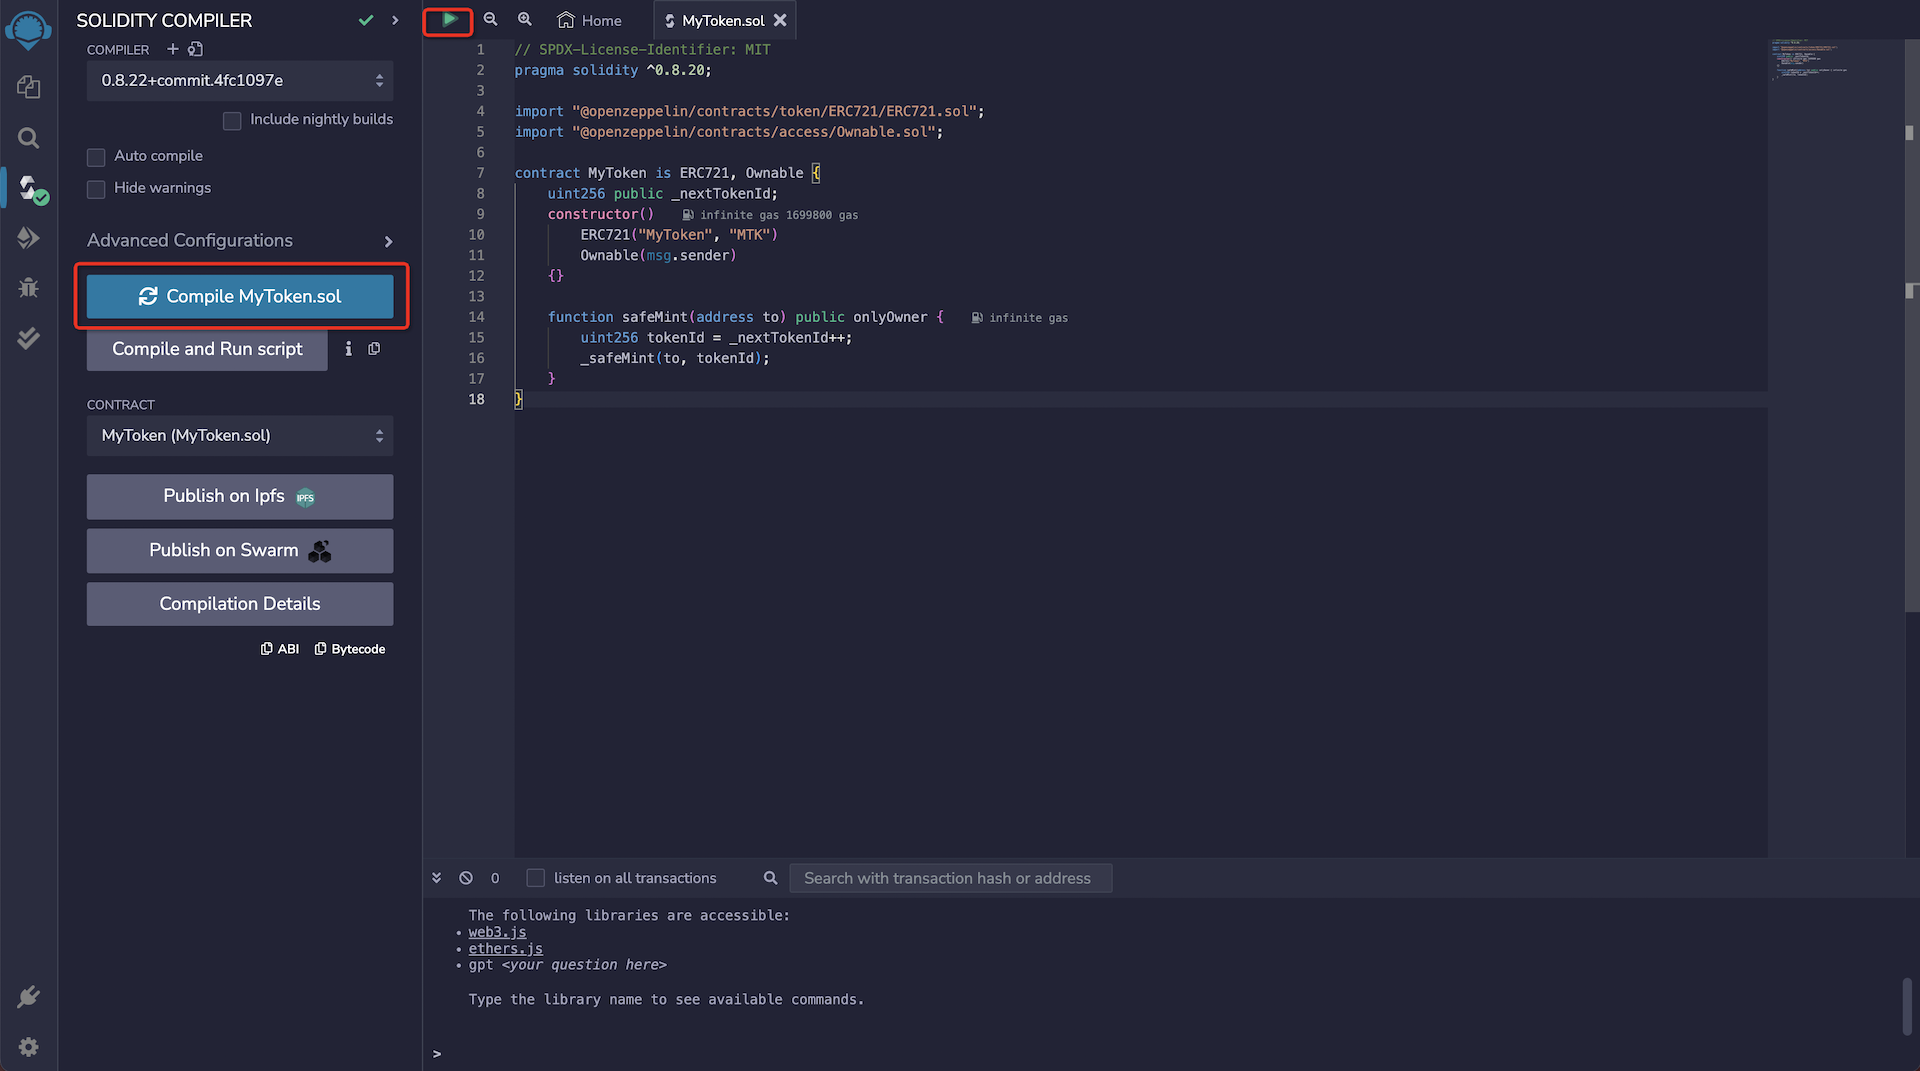 SOLIDITY COMPILER
COMPILER
0.8.22+commit.4fc1097e
Include nightly builds
Auto compile
Hide warnings
Advanced Configurations
Compile MyToken.sol
Compile and Run script
CONTRACT
MyToken (MyToken.sol)
Publish on Ipfs IPFS
Publish on Swarm
Compilation Details
ABI Bytecode
Home MyToken.sol
1 // SPDX-License-Identifier: MIT
2 pragma solidity ^0.8.20;
3
4 import "@openzeppelin/contracts/token/ERC721/ERC721.sol";
5 import "@openzeppelin/contracts/access/Ownable.sol";
6
7 contract MyToken is ERC721, Ownable {
8 uint256 public _nextTokenId;
9 constructor() infinite gas 1699800 gas
10 ERC721("MyToken", "MTK")
11 Ownable(msg.sender)
12 {}
13
14 function safeMint(address to) public onlyOwner { infinite gas
15 uint256 tokenId = _nextTokenId++;
16 _safeMint(to, tokenId);
17 }
18 }
0 listen on all transactions Search with transaction hash or address
The following libraries are accessible:
• web3.js
• ethers.js
• gpt <your question here>
Type the library name to see available commands.
>